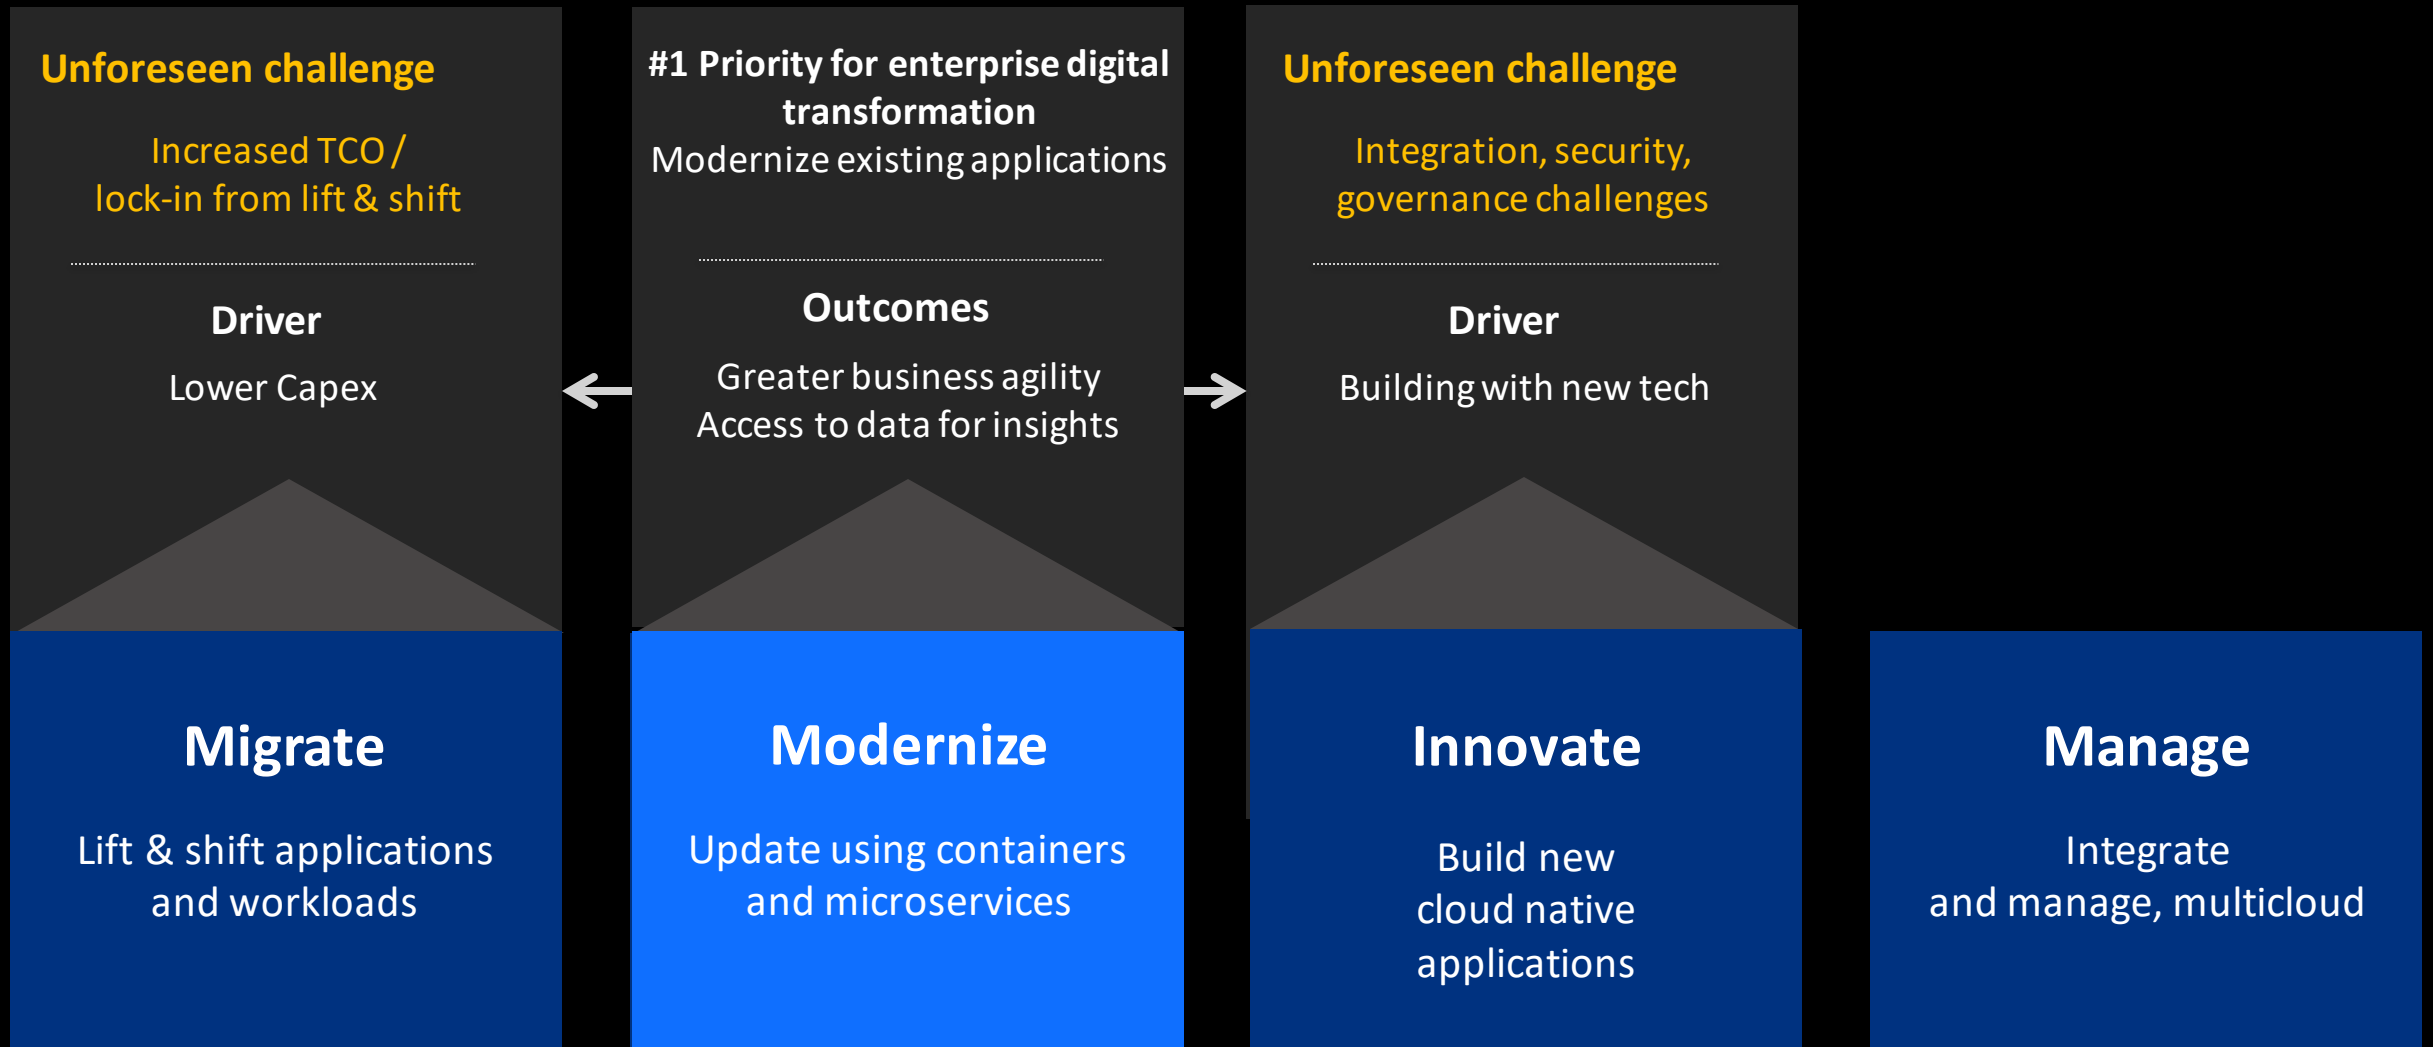 Unforeseen challenge
Increased TCO /
lock-in from lift & shift
Driver
Lower Capex
Migrate
Lift & shift applications
and workloads
#1 Priority for enterprise digital
transformation
Modernize existing applications
Outcomes
Greater business agility
Access to data for insights
Modernize
Update using containers
and microservices
Unforeseen challenge
Integration, security,
governance challenges
Driver
Building with new tech
Innovate
Build new
cloud native
applications
Manage
Integrate
and manage, multicloud